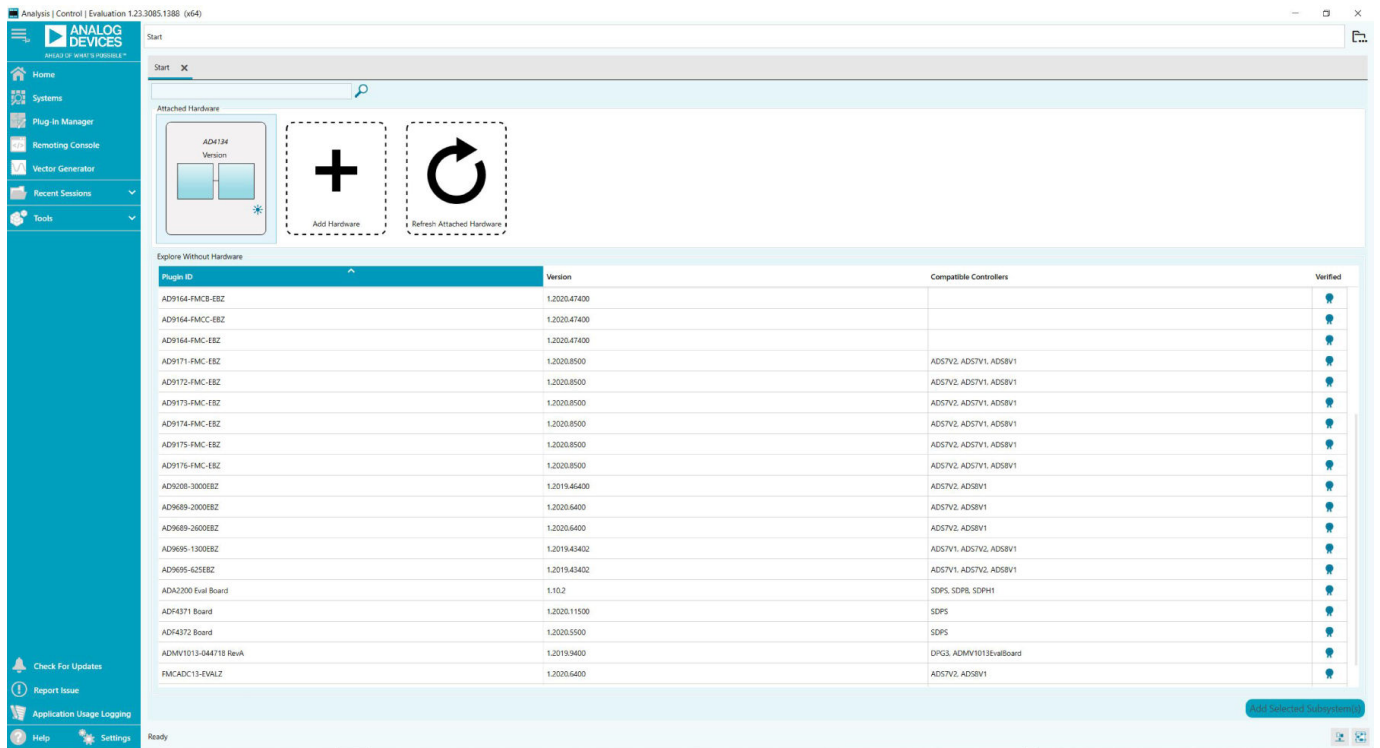 Analysis | Control | Evaluation 1.23.3085.1388 (x64)
ANALOG
DEVICES
AHEAD OF WHAT'S POSSIBLE™
Start
Home
Systems
Plug-In Manager
Remoting Console
Vector Generator
Recent Sessions
Tools
Start
Attached Hardware
AD4134
Version
Add Hardware
Refresh Attached Hardware
Explore Without Hardware
Plugin ID Version Compatible Controllers Verified
AD9164-FMCB-EBZ 1.2020.47400
AD9164-FMCC-EBZ 1.2020.47400
AD9164-FMC-EBZ 1.2020.47400
AD9171-FMC-EBZ 1.2020.8500 ADS7V2, ADS7V1, ADS8V1
AD9172-FMC-EBZ 1.2020.8500 ADS7V2, ADS7V1, ADS8V1
AD9173-FMC-EBZ 1.2020.8500 ADS7V2, ADS7V1, ADS8V1
AD9174-FMC-EBZ 1.2020.8500 ADS7V2, ADS7V1, ADS8V1
AD9175-FMC-EBZ 1.2020.8500 ADS7V2, ADS7V1, ADS8V1
AD9176-FMC-EBZ 1.2020.8500 ADS7V2, ADS7V1, ADS8V1
AD9208-3000EBZ 1.2019.46400 ADS7V2, ADS8V1
AD9689-2000EBZ 1.2020.6400 ADS7V2, ADS8V1
AD9689-2600EBZ 1.2020.6400 ADS7V2, ADS8V1
AD9695-1300EBZ 1.2019.43402 ADS7V1, ADS7V2, ADS8V1
AD9695-625EBZ 1.2019.43402 ADS7V1, ADS7V2, ADS8V1
ADA2200 Eval Board 1.10.2 SDPS, SDPB, SDPH1
ADF4371 Board 1.2020.11500 SDPS
ADF4372 Board 1.2020.5500 SDPS
ADMV1013-044718 RevA 1.2019.9400 DPG3, ADMV1013EvalBoard
FMCADC13-EVALZ 1.2020.6400 ADS7V2, ADS8V1
Check For Updates
Report Issue
Application Usage Logging
Add Selected Subsystem(s)
Help Settings
Ready